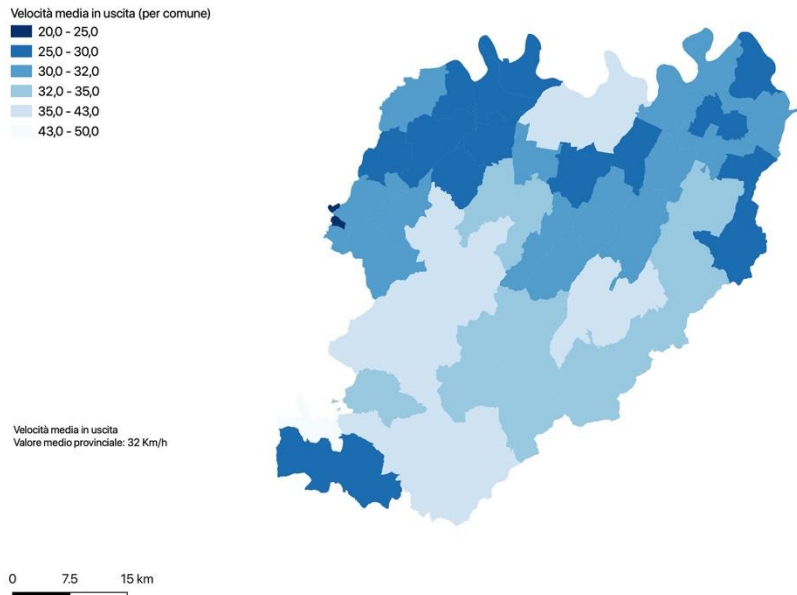 Velocità media in uscita (per comune)
20,0 - 25,0
25,0 - 30,0
30,0 - 32,0
32,0 - 35,0
35,0 - 43,0
43,0 - 50,0
Velocità media in uscita
Valore medio provinciale: 32 Km/h
0 7.5 15 km